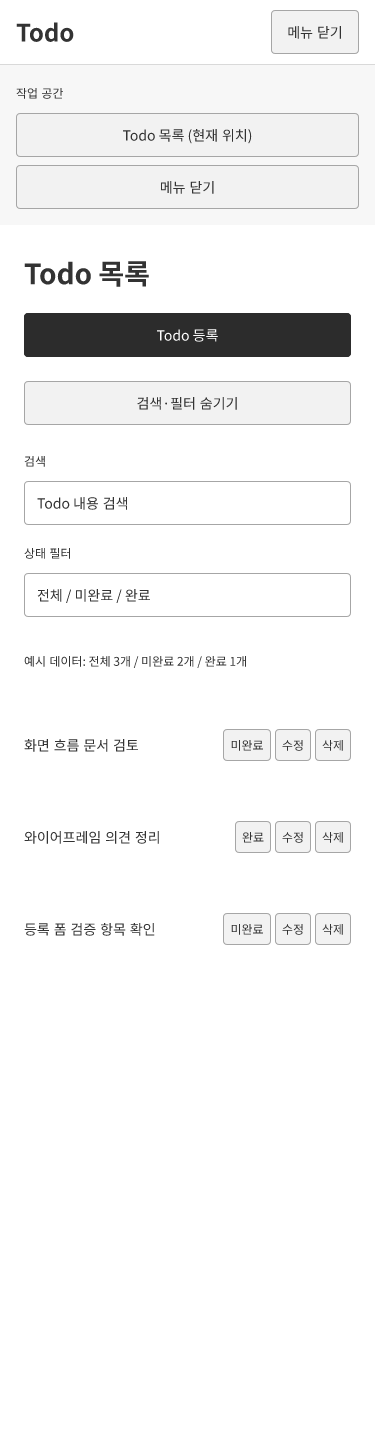 Todo
메뉴 닫기
작업 공간
Todo 목록 (현재 위치)
메뉴 닫기
Todo 목록
Todo 등록
검색·필터 숨기기
검색
Todo 내용 검색
상태 필터
전체 / 미완료 / 완료
예시 데이터: 전체 3개 / 미완료 2개 / 완료 1개
화면 흐름 문서 검토 미완료 수정 삭제
와이어프레임 의견 정리 완료 수정 삭제
등록 폼 검증 항목 확인 미완료 수정 삭제